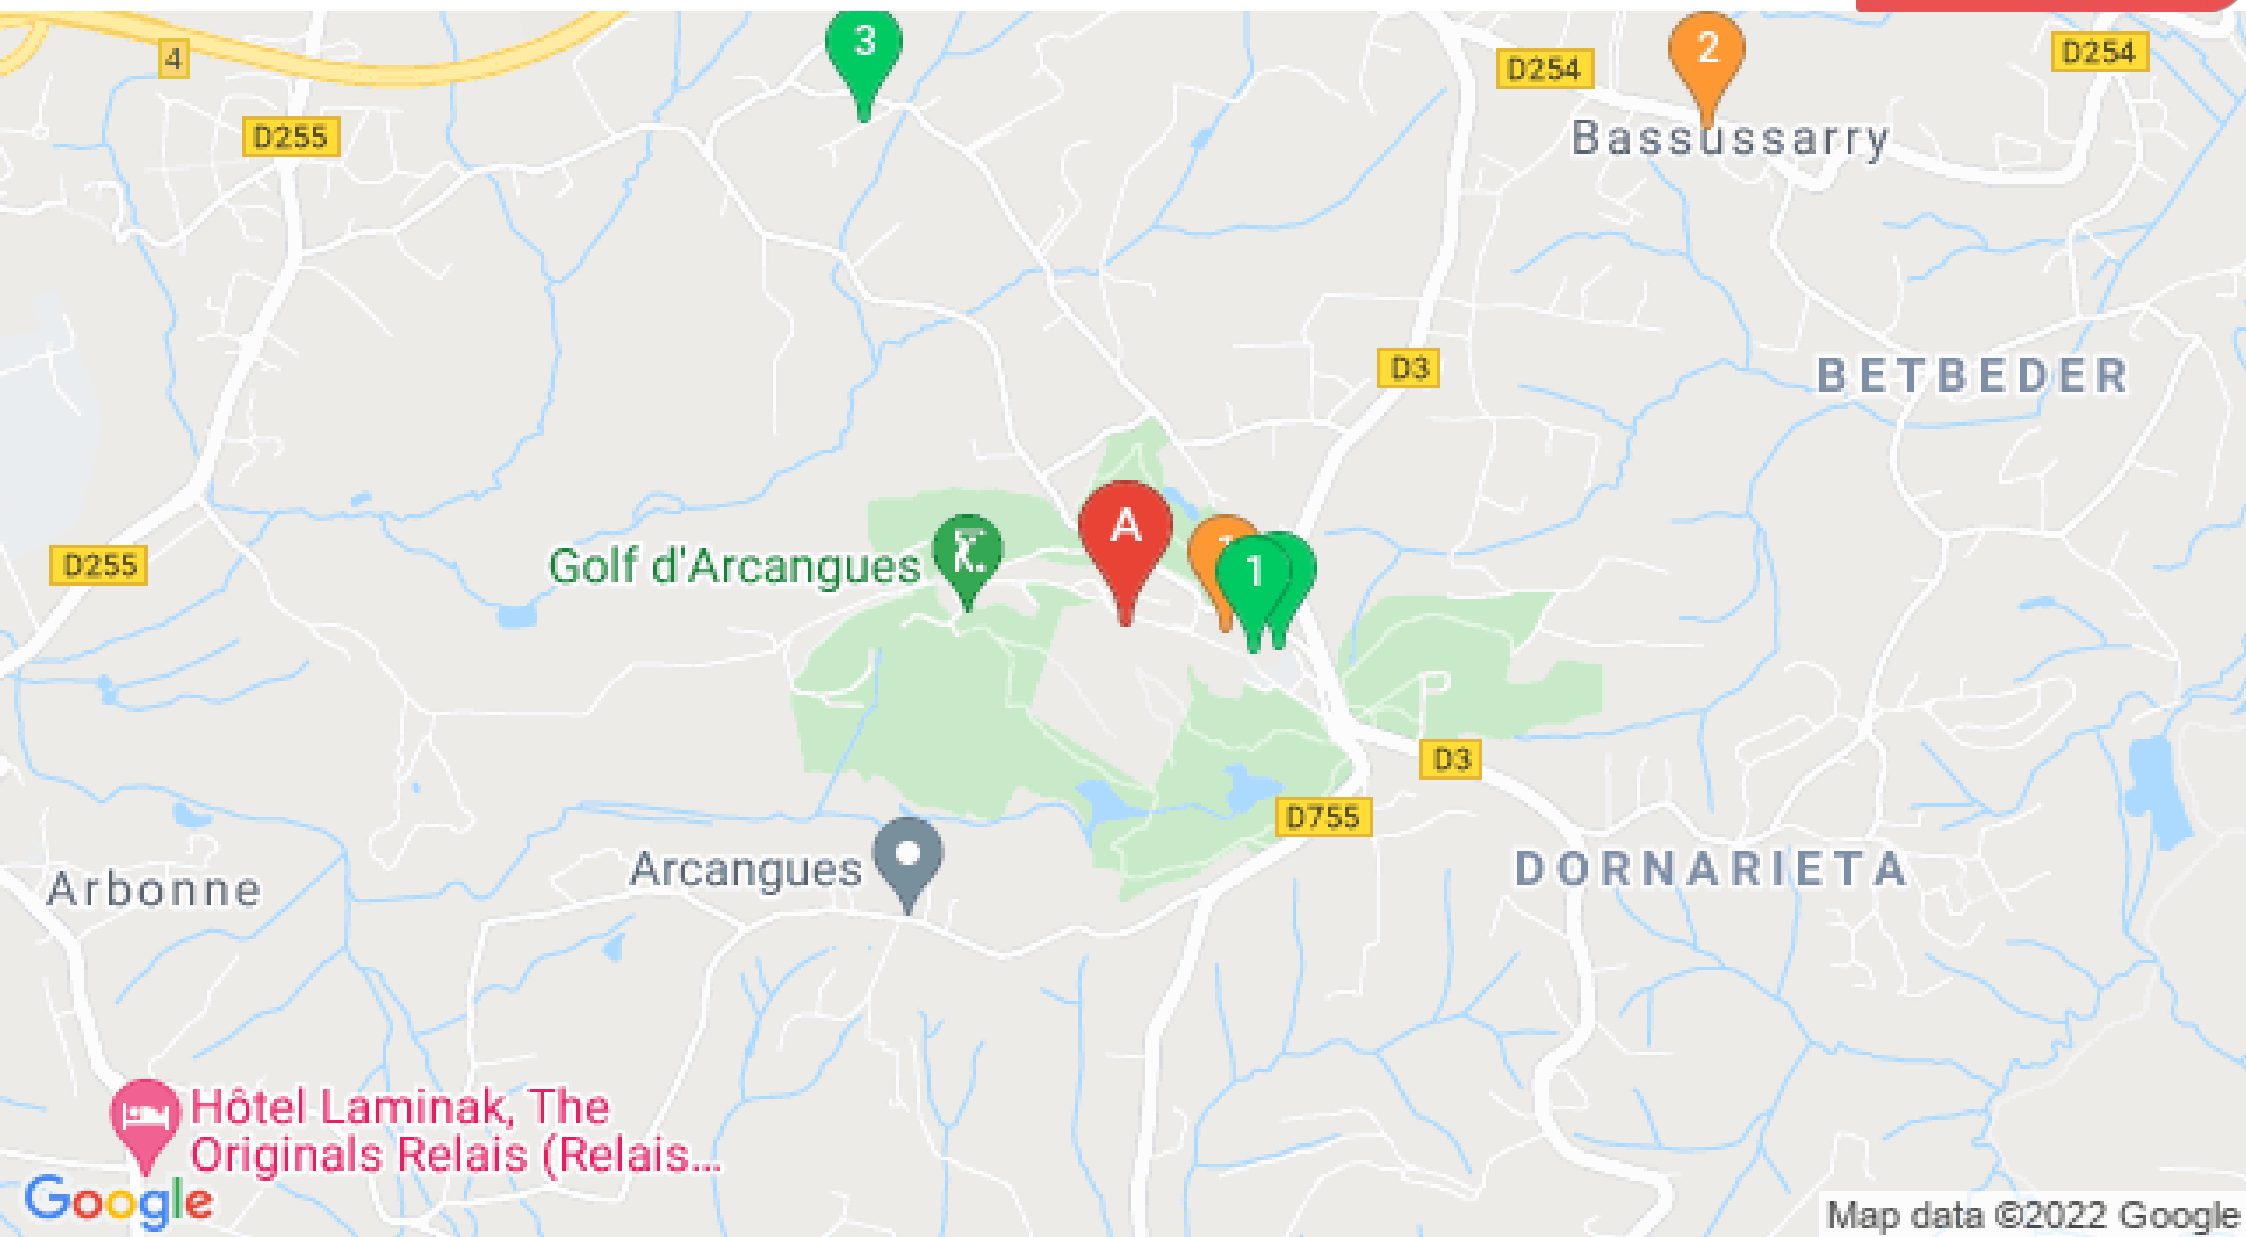 3
2
4
D254
D254
D255
Bassussarry
D3
BETBEDER
A
1
Golf d'Arcangues
D255
D3
D755
Arcangues
DORNARIETA
Arbonne
Hôtel Laminak, The
Originals Relais (Relais...
Google
Map data ©2022 Google